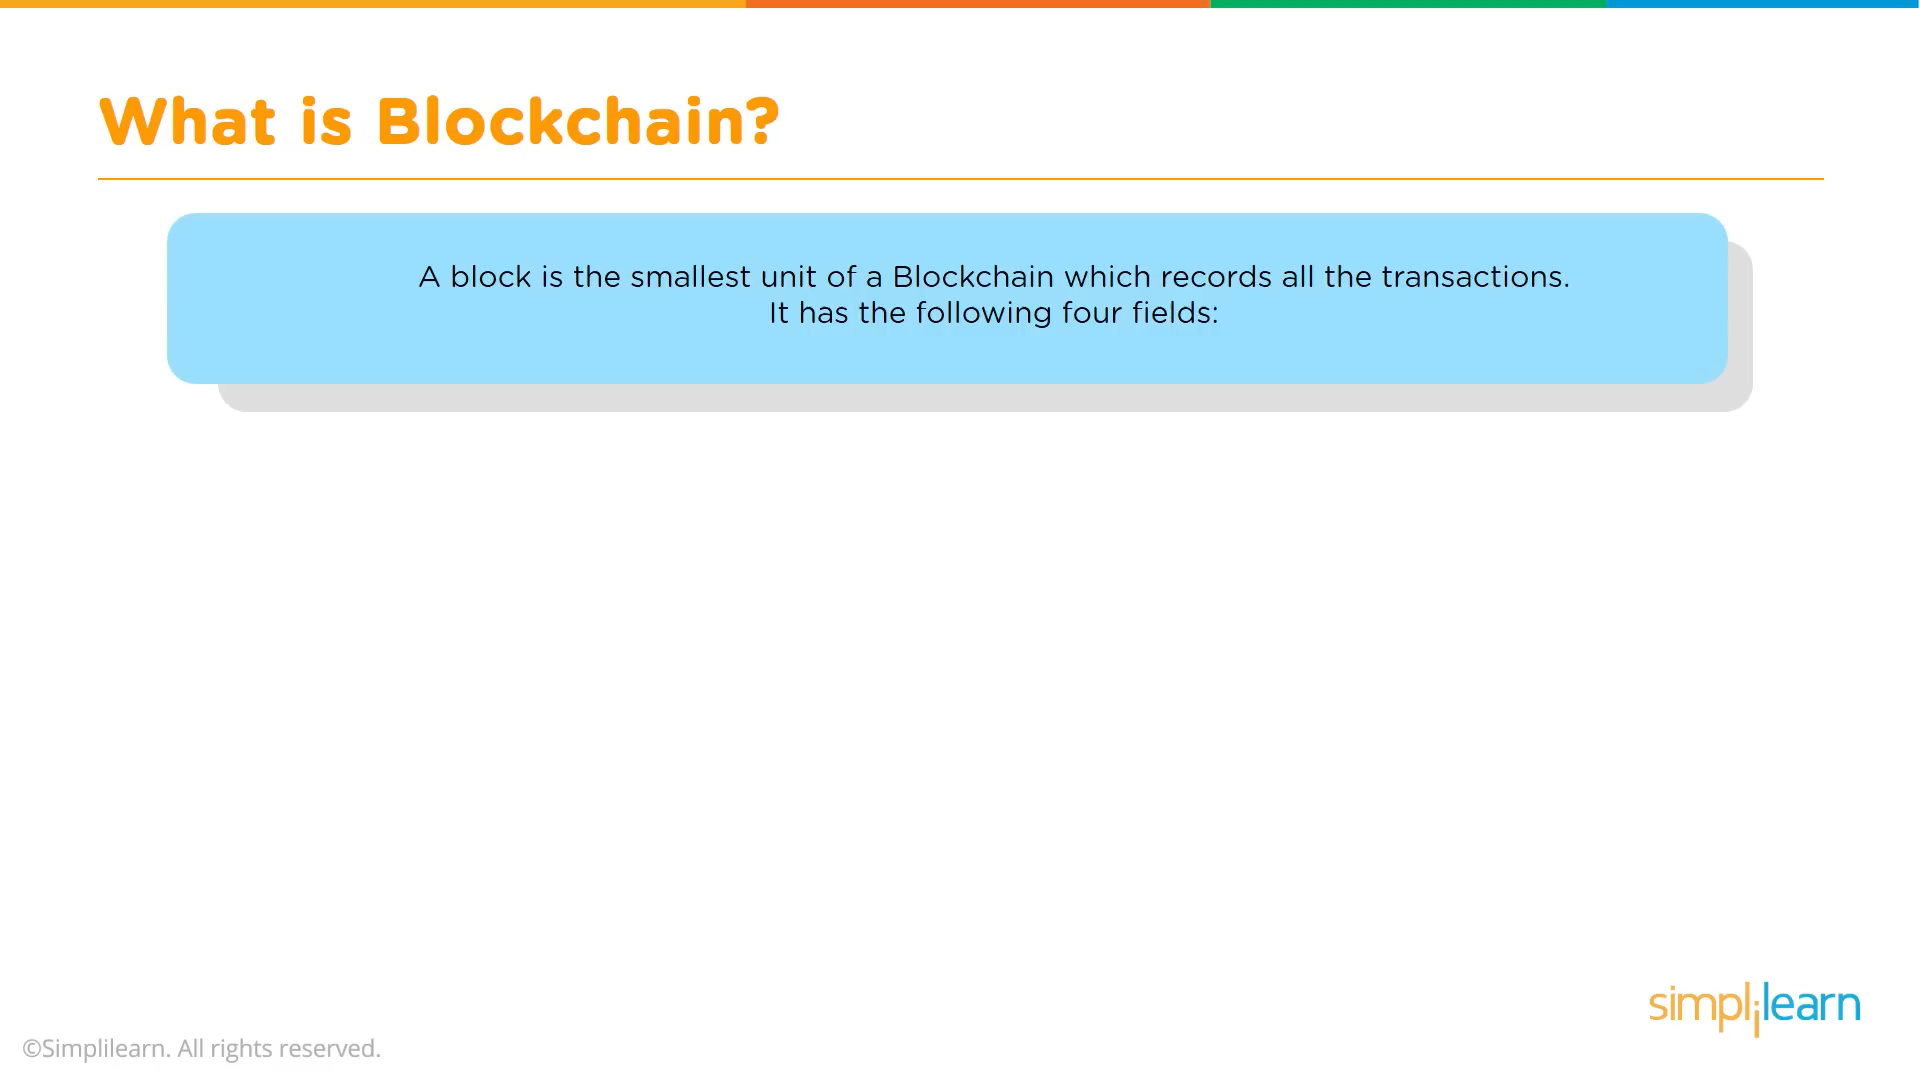 What is Blockchain?
A block is the smallest unit of a Blockchain which records all the transactions.
It has the following four fields:
simplilearn
©Simplilearn. All rights reserved.